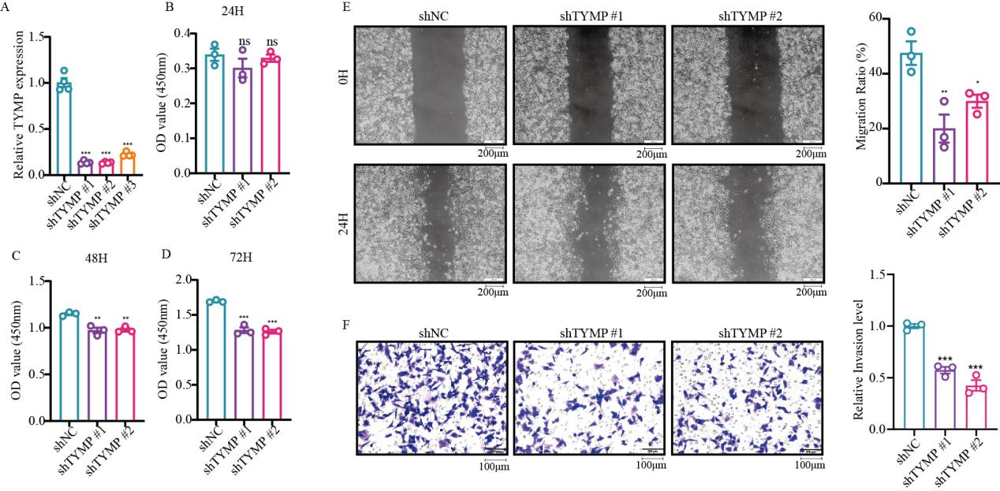 A
Relative TYMP expression
1.5
1.0
0.5
0.0
***
***
***
shNC
shTYMP #1
shTYMP #2
shTYMP #3
B
24H
OD value (450nm)
0.4
0.3
0.2
0.1
0.0
ns
ns
shNC
shTYMP #1
shTYMP #2
C
48H
OD value (450nm)
1.5
1.0
0.5
0.0
**
**
shNC
shTYMP #1
shTYMP #2
D
72H
OD value (450nm)
2.0
1.5
1.0
0.5
0.0
***
***
shNC
shTYMP #1
shTYMP #2
E
shNC
shTYMP #1
shTYMP #2
0H
200μm
200μm
200μm
24H
200μm
200μm
200μm
Migration Ratio (%)
60
40
20
0
**
*
shNC
shTYMP #1
shTYMP #2
F
shNC
shTYMP #1
shTYMP #2
100μm
100μm
100μm
Relative Invasion level
1.5
1.0
0.5
0.0
***
***
shNC
shTYMP #1
shTYMP #2